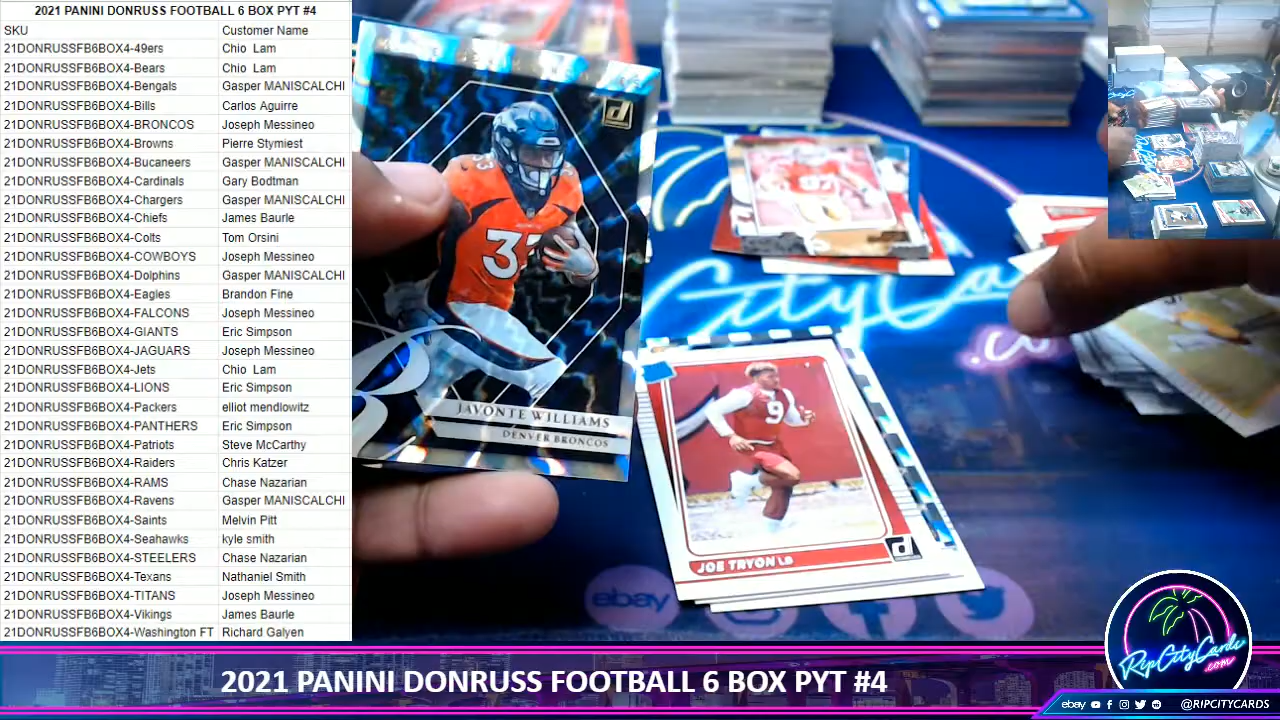 2021 PANINI DONRUSS FOOTBALL 6 BOX PYT #4
SKU Customer Name
21DONRUSSFB6BOX4-49ers Chio Lam
21DONRUSSFB6BOX4-Bears Chio Lam
21DONRUSSFB6BOX4-Bengals Gasper MANISCALCHI
21DONRUSSFB6BOX4-Bills Carlos Aguirre
21DONRUSSFB6BOX4-BRONCOS Joseph Messineo
21DONRUSSFB6BOX4-Browns Pierre Stymiest
21DONRUSSFB6BOX4-Bucaneers Gasper MANISCALCHI
21DONRUSSFB6BOX4-Cardinals Gary Bodtman
21DONRUSSFB6BOX4-Chargers Gasper MANISCALCHI
21DONRUSSFB6BOX4-Chiefs James Baurle
21DONRUSSFB6BOX4-Colts Tom Orsini
21DONRUSSFB6BOX4-COWBOYS Joseph Messineo
21DONRUSSFB6BOX4-Dolphins Gasper MANISCALCHI
21DONRUSSFB6BOX4-Eagles Brandon Fine
21DONRUSSFB6BOX4-FALCONS Joseph Messineo
21DONRUSSFB6BOX4-GIANTS Eric Simpson
21DONRUSSFB6BOX4-JAGUARS Joseph Messineo
21DONRUSSFB6BOX4-Jets Chio Lam
21DONRUSSFB6BOX4-LIONS Eric Simpson
21DONRUSSFB6BOX4-Packers elliot mendlowitz
21DONRUSSFB6BOX4-PANTHERS Eric Simpson
21DONRUSSFB6BOX4-Patriots Steve McCarthy
21DONRUSSFB6BOX4-Raiders Chris Katzer
21DONRUSSFB6BOX4-RAMS Chase Nazarian
21DONRUSSFB6BOX4-Ravens Gasper MANISCALCHI
21DONRUSSFB6BOX4-Saints Melvin Pitt
21DONRUSSFB6BOX4-Seahawks kyle smith
21DONRUSSFB6BOX4-STEELERS Chase Nazarian
21DONRUSSFB6BOX4-Texans Nathaniel Smith
21DONRUSSFB6BOX4-TITANS Joseph Messineo
21DONRUSSFB6BOX4-Vikings James Baurle
21DONRUSSFB6BOX4-Washington FT Richard Galyen
d
33
33
JAVONTE WILLIAMS
DENVER BRONCOS
87
City Ca
.co
9
JOE TRYON LB
d
ebay
RipCityCards
.com
2021 PANINI DONRUSS FOOTBALL 6 BOX PYT #4
ebay @RIPCITYCARDS